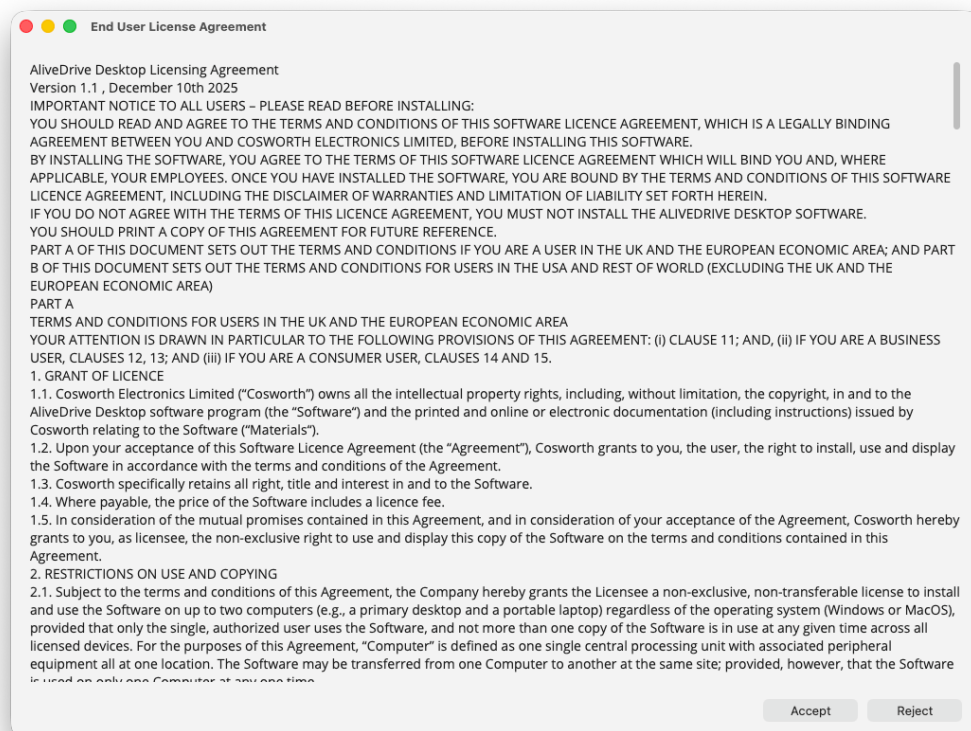 End User License Agreement
AliveDrive Desktop Licensing Agreement
Version 1.1 , December 10th 2025
IMPORTANT NOTICE TO ALL USERS – PLEASE READ BEFORE INSTALLING:
YOU SHOULD READ AND AGREE TO THE TERMS AND CONDITIONS OF THIS SOFTWARE LICENCE AGREEMENT, WHICH IS A LEGALLY BINDING
AGREEMENT BETWEEN YOU AND COSWORTH ELECTRONICS LIMITED, BEFORE INSTALLING THIS SOFTWARE.
BY INSTALLING THE SOFTWARE, YOU AGREE TO THE TERMS OF THIS SOFTWARE LICENCE AGREEMENT WHICH WILL BIND YOU AND, WHERE
APPLICABLE, YOUR EMPLOYEES. ONCE YOU HAVE INSTALLED THE SOFTWARE, YOU ARE BOUND BY THE TERMS AND CONDITIONS OF THIS SOFTWARE
LICENCE AGREEMENT, INCLUDING THE DISCLAIMER OF WARRANTIES AND LIMITATION OF LIABILITY SET FORTH HEREIN.
IF YOU DO NOT AGREE WITH THE TERMS OF THIS LICENCE AGREEMENT, YOU MUST NOT INSTALL THE ALIVEDRIVE DESKTOP SOFTWARE.
YOU SHOULD PRINT A COPY OF THIS AGREEMENT FOR FUTURE REFERENCE.
PART A OF THIS DOCUMENT SETS OUT THE TERMS AND CONDITIONS IF YOU ARE A USER IN THE UK AND THE EUROPEAN ECONOMIC AREA; AND PART
B OF THIS DOCUMENT SETS OUT THE TERMS AND CONDITIONS FOR USERS IN THE USA AND REST OF WORLD (EXCLUDING THE UK AND THE
EUROPEAN ECONOMIC AREA)
PART A
TERMS AND CONDITIONS FOR USERS IN THE UK AND THE EUROPEAN ECONOMIC AREA
YOUR ATTENTION IS DRAWN IN PARTICULAR TO THE FOLLOWING PROVISIONS OF THIS AGREEMENT: (i) CLAUSE 11; AND, (ii) IF YOU ARE A BUSINESS
USER, CLAUSES 12, 13; AND (iii) IF YOU ARE A CONSUMER USER, CLAUSES 14 AND 15.
1. GRANT OF LICENCE
1.1. Cosworth Electronics Limited (“Cosworth”) owns all the intellectual property rights, including, without limitation, the copyright, in and to the
AliveDrive Desktop software program (the “Software“) and the printed and online or electronic documentation (including instructions) issued by
Cosworth relating to the Software (“Materials“).
1.2. Upon your acceptance of this Software Licence Agreement (the “Agreement”), Cosworth grants to you, the user, the right to install, use and display
the Software in accordance with the terms and conditions of the Agreement.
1.3. Cosworth specifically retains all right, title and interest in and to the Software.
1.4. Where payable, the price of the Software includes a licence fee.
1.5. In consideration of the mutual promises contained in this Agreement, and in consideration of your acceptance of the Agreement, Cosworth hereby
grants to you, as licensee, the non-exclusive right to use and display this copy of the Software on the terms and conditions contained in this
Agreement.
2. RESTRICTIONS ON USE AND COPYING
2.1. Subject to the terms and conditions of this Agreement, the Company hereby grants the Licensee a non-exclusive, non-transferable license to install
and use the Software on up to two computers (e.g., a primary desktop and a portable laptop) regardless of the operating system (Windows or MacOS),
provided that only the single, authorized user uses the Software, and not more than one copy of the Software is in use at any given time across all
licensed devices. For the purposes of this Agreement, “Computer” is defined as one single central processing unit with associated peripheral
equipment all at one location. The Software may be transferred from one Computer to another at the same site; provided, however, that the Software
is used on only one Computer at any one time.
Accept
Reject